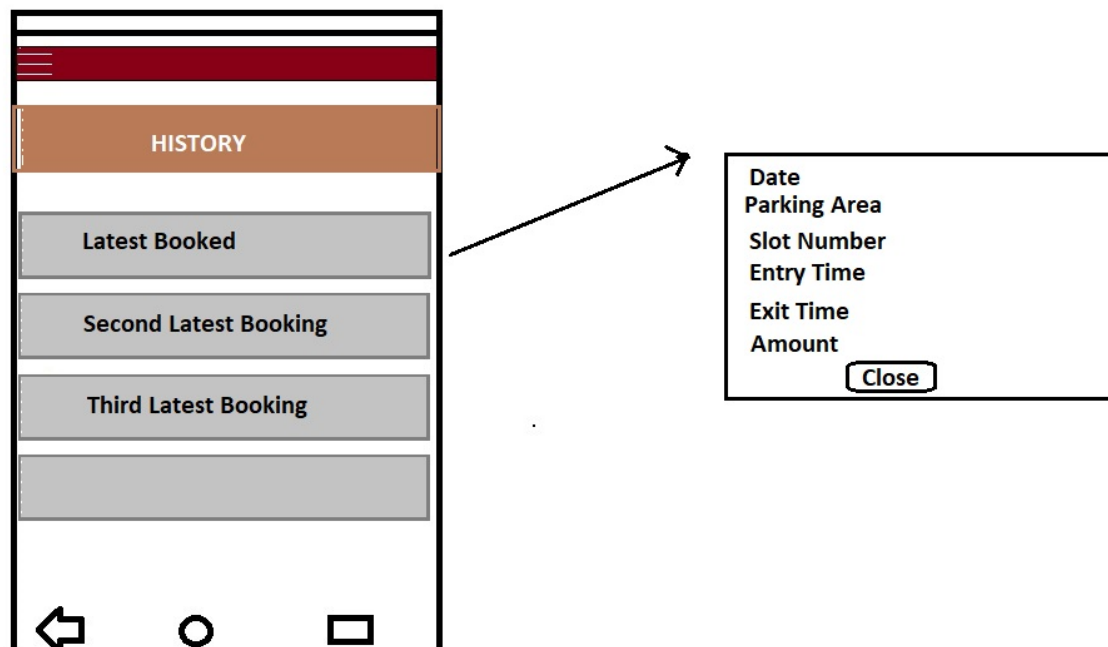 HISTORY
Latest Booked
Second Latest Booking
Third Latest Booking
Date
Parking Area
Slot Number
Entry Time
Exit Time
Amount
Close